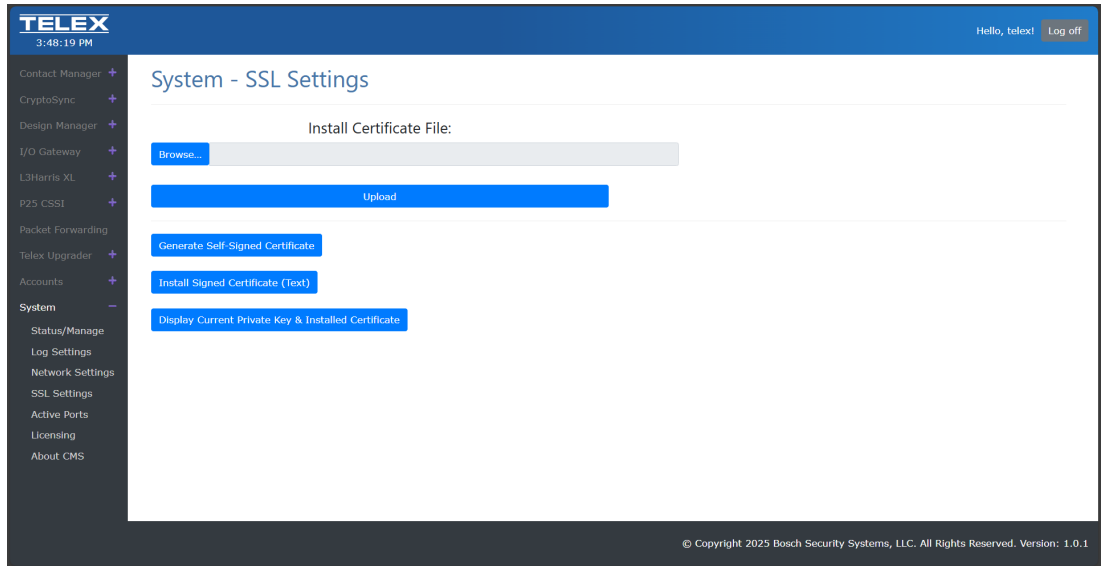 TELEX
3:48:19 PM
Hello, telex! Log off
Contact Manager +
CryptoSync +
Design Manager +
I/O Gateway +
L3Harris XL +
P25 CSSI +
Packet Forwarding
Telex Upgrader +
Accounts +
System −
Status/Manage
Log Settings
Network Settings
SSL Settings
Active Ports
Licensing
About CMS
System - SSL Settings
Install Certificate File:
Browse...
Upload
Generate Self-Signed Certificate
Install Signed Certificate (Text)
Display Current Private Key & Installed Certificate
© Copyright 2025 Bosch Security Systems, LLC. All Rights Reserved. Version: 1.0.1